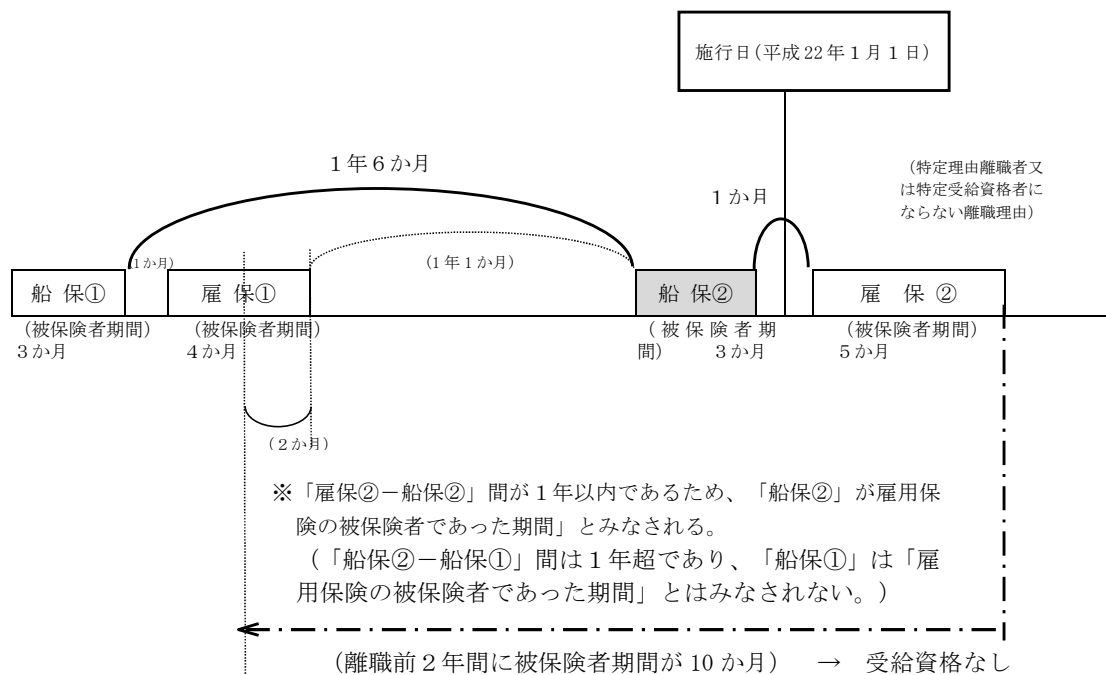 施行日(平成22年1月1日)
1年6か月
1か月
(特定理由離職者又
は特定受給資格者に
ならない離職理由)
(1か月)
(1年1か月)
船 保①
雇 保①
船 保②
雇 保 ②
(被保険者期間)
3か月
(被保険者期間)
4か月
(被保険者期
間) 3か月
(被保険者期間)
5か月
(2か月)
※「雇保②-船保②」間が1年以内であるため、「船保②」が雇用保
険の被保険者であった期間」とみなされる。
(「船保②-船保①」間は1年超であり、「船保①」は「雇
用保険の被保険者であった期間」とはみなされない。)
(離職前2年間に被保険者期間が10か月) → 受給資格なし